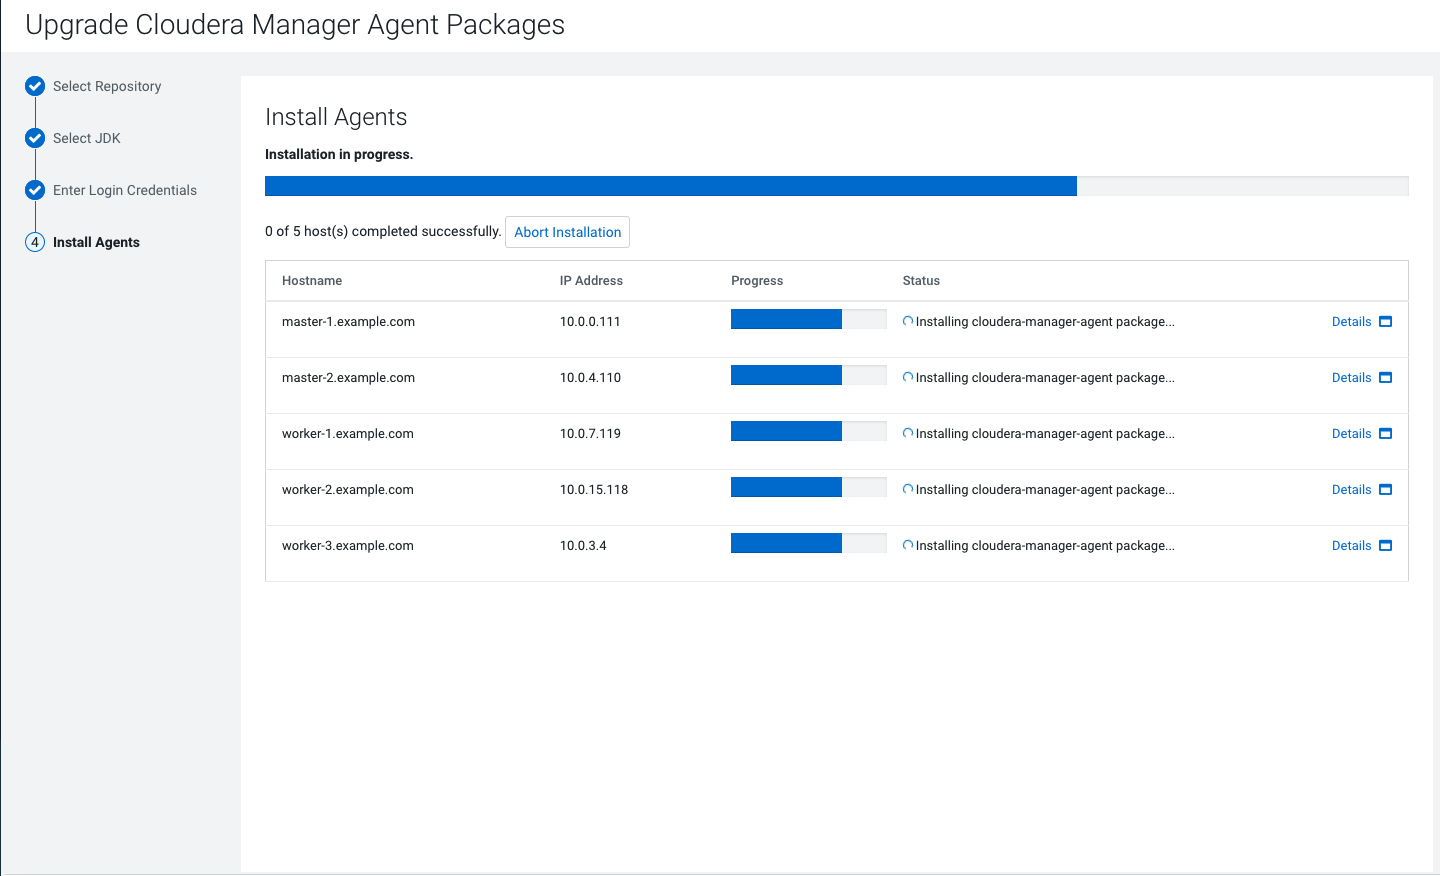 Upgrade Cloudera Manager Agent Packages
Select Repository
Select JDK
Enter Login Credentials
4 Install Agents
Install Agents
Installation in progress.
0 of 5 host(s) completed successfully. Abort Installation
Hostname IP Address Progress Status
master-1.example.com 10.0.0.111 Installing cloudera-manager-agent package... Details
master-2.example.com 10.0.4.110 Installing cloudera-manager-agent package... Details
worker-1.example.com 10.0.7.119 Installing cloudera-manager-agent package... Details
worker-2.example.com 10.0.15.118 Installing cloudera-manager-agent package... Details
worker-3.example.com 10.0.3.4 Installing cloudera-manager-agent package... Details